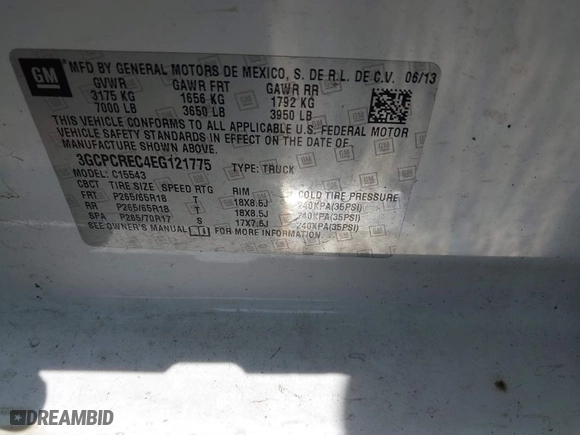 GM
MFD BY GENERAL MOTORS DE MEXICO, S. DE R.L. DE C.V. 06/13
GVWR GAWR FRT GAWR RR
3175 KG 1656 KG 1792 KG
7000 LB 3650 LB 3950 LB
THIS VEHICLE CONFORMS TO ALL APPLICABLE U.S. FEDERAL MOTOR
VEHICLE SAFETY, BUMPER, AND THEFT PREVENTION STANDARDS
IN EFFECT ON THE DATE OF
MANUFACTURE SHOWN ABOVE.
3GCPCREC4EG121775 TYPE: TRUCK
MODEL: C15543
CBCT TIRE SIZE SPEED RTG RIM COLD TIRE PRESSURE
FRT P265/65R18 T 18X8.5J 240KPA(35PSI)
RR P265/65R18 T 18X8.5J 240KPA(35PSI)
SPA P265/70R17 S 17X7.5J 240KPA(35PSI)
SEE OWNER'S MANUAL FOR MORE INFORMATION.
DREAMBID